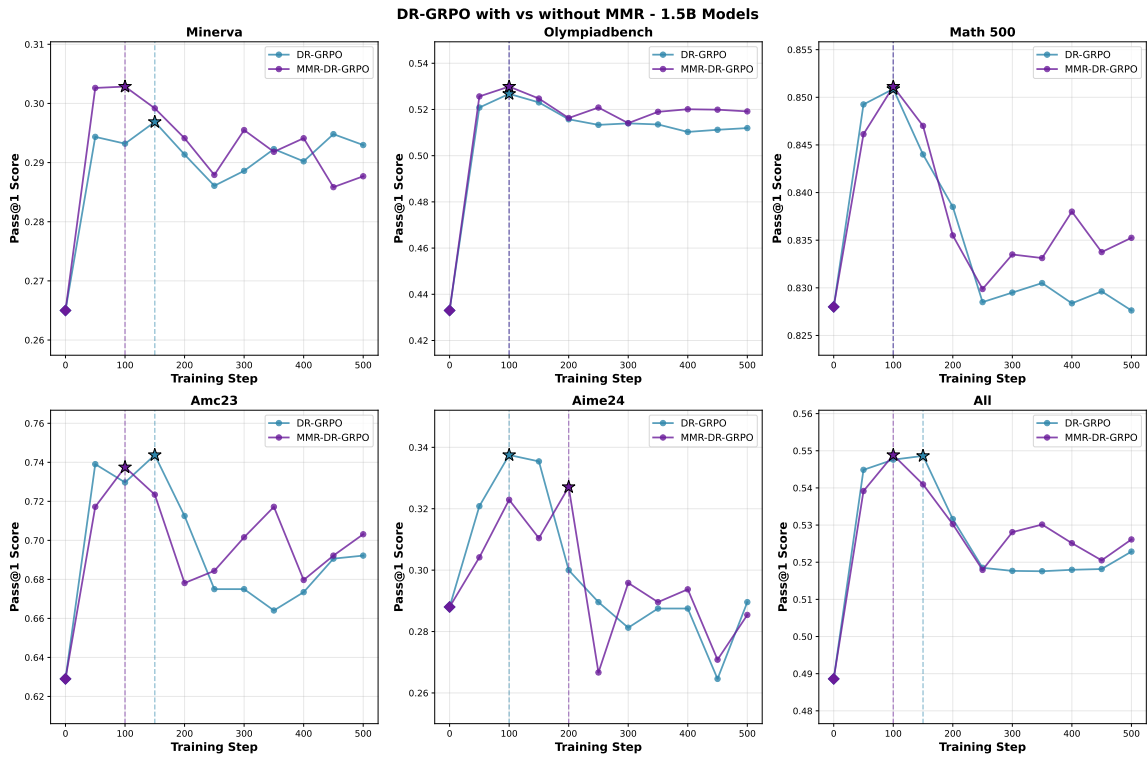 DR-GRPO with vs without MMR - 1.5B Models
Minerva
DR-GRPO
MMR-DR-GRPO
Pass@1 Score
0.31
0.30
0.29
0.28
0.27
0.26
0
100
200
300
400
500
Training Step
Olympiadbench
DR-GRPO
MMR-DR-GRPO
Pass@1 Score
0.54
0.52
0.50
0.48
0.46
0.44
0.42
0
100
200
300
400
500
Training Step
Math 500
DR-GRPO
MMR-DR-GRPO
Pass@1 Score
0.855
0.850
0.845
0.840
0.835
0.830
0.825
0
100
200
300
400
500
Training Step
Amc23
DR-GRPO
MMR-DR-GRPO
Pass@1 Score
0.76
0.74
0.72
0.70
0.68
0.66
0.64
0.62
0
100
200
300
400
500
Training Step
Aime24
DR-GRPO
MMR-DR-GRPO
Pass@1 Score
0.34
0.32
0.30
0.28
0.26
0
100
200
300
400
500
Training Step
All
DR-GRPO
MMR-DR-GRPO
Pass@1 Score
0.56
0.55
0.54
0.53
0.52
0.51
0.50
0.49
0.48
0
100
200
300
400
500
Training Step